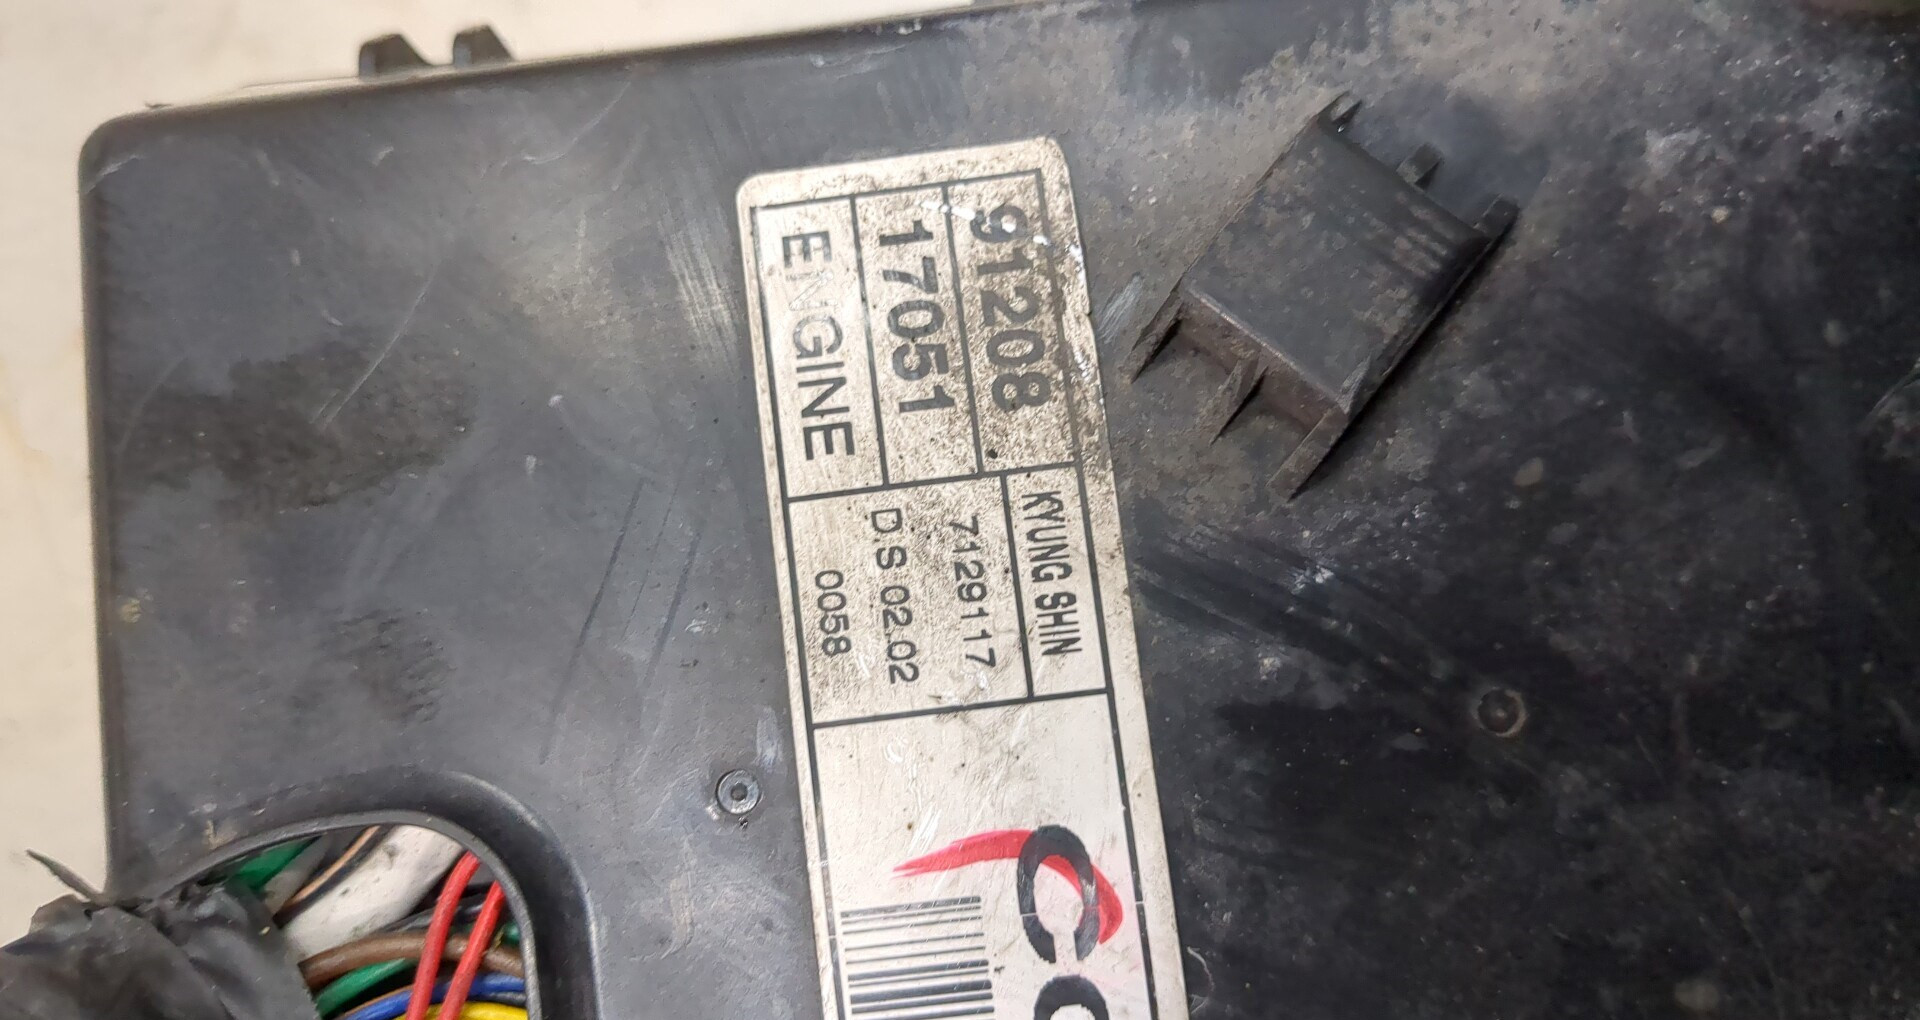 91208
17051
ENGINE
KYUNG SHIN
7129117
D.S 02.02
0058
C